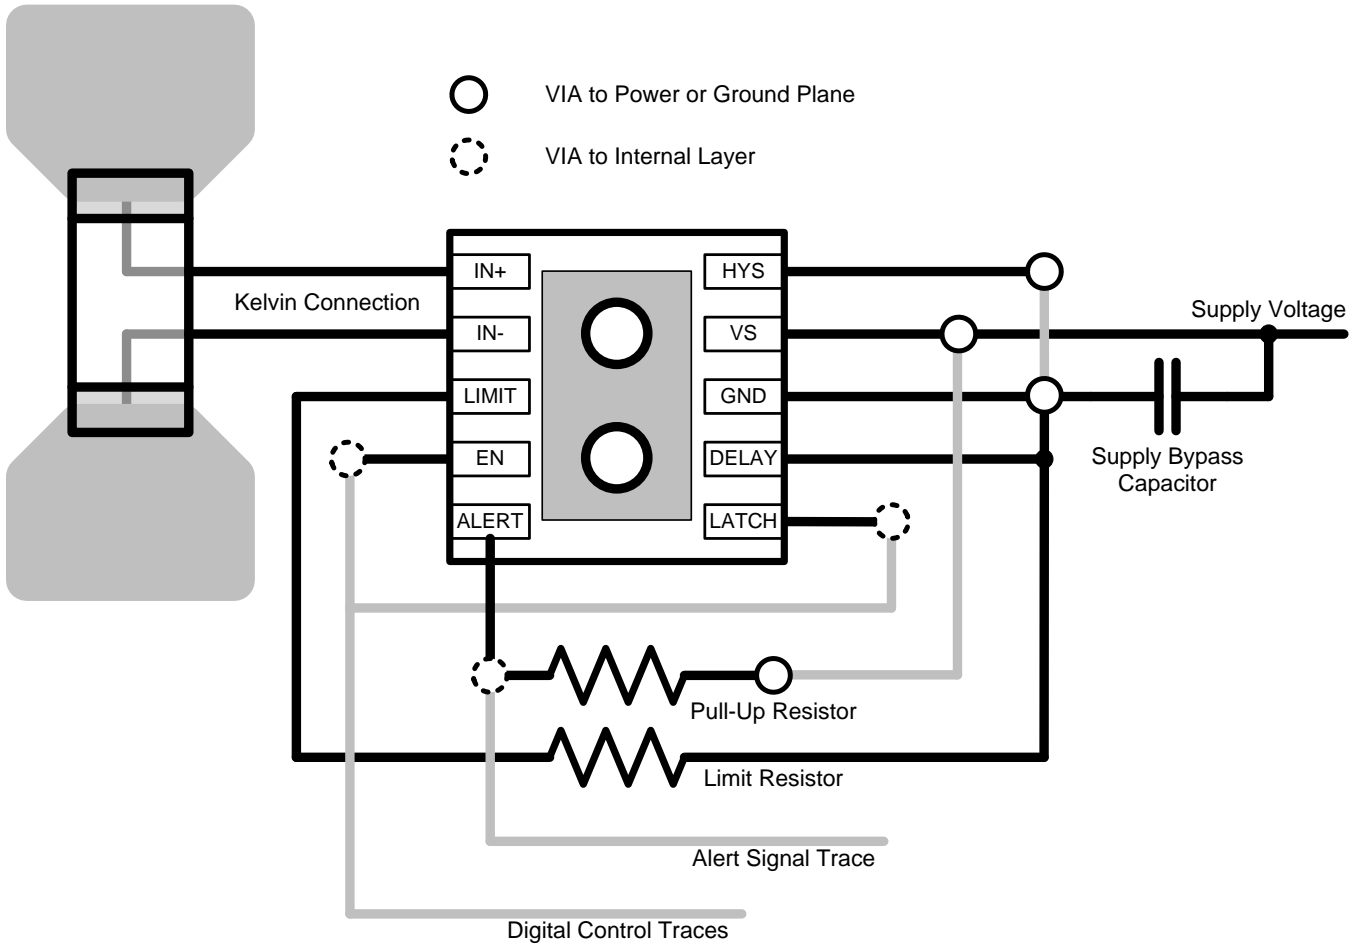 VIA to Power or Ground Plane
VIA to Internal Layer
IN+
HYS
Kelvin Connection
Supply Voltage
IN-
VS
LIMIT
GND
EN
DELAY
Supply Bypass
Capacitor
ALERT
LATCH
Pull-Up Resistor
Limit Resistor
Alert Signal Trace
Digital Control Traces